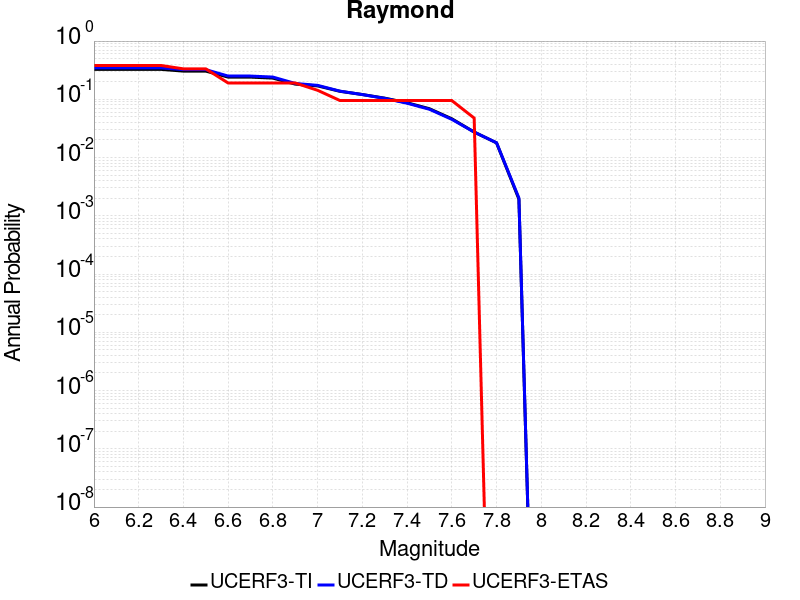 Raymond
10^0
10^-1
10^-2
10^-3
10^-4
10^-5
10^-6
10^-7
10^-8
Annual Probability
6 6.2 6.4 6.6 6.8 7 7.2 7.4 7.6 7.8 8 8.2 8.4 8.6 8.8 9
Magnitude
UCERF3-TI UCERF3-TD UCERF3-ETAS